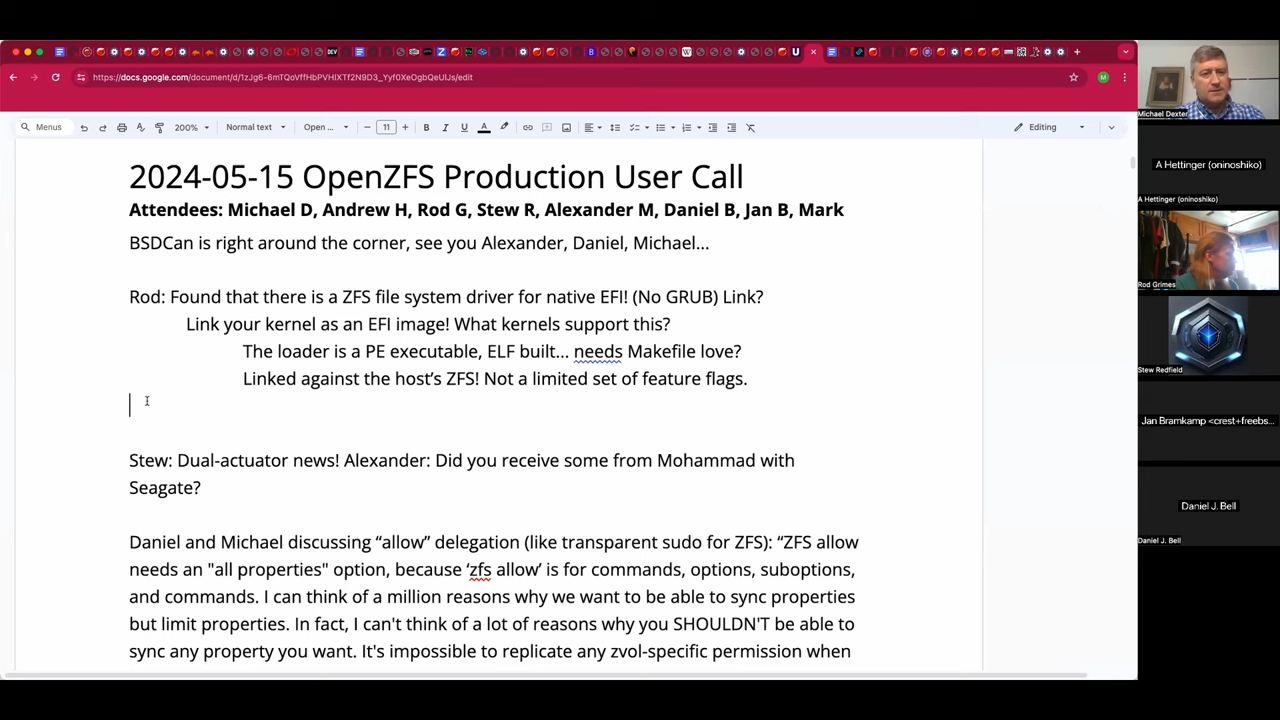 DEV
https://docs.google.com/document/d/1zJg6-6mTQoVffHbPVHIXTf2N9D3_Yyf0XeOgbQeUIJs/edit
M
Menus
200%
Normal text
Open ...
11
B I U A
Editing
2024-05-15 OpenZFS Production User Call
Attendees: Michael D, Andrew H, Rod G, Stew R, Alexander M, Daniel B, Jan B, Mark
BSDCan is right around the corner, see you Alexander, Daniel, Michael...
Rod: Found that there is a ZFS file system driver for native EFI! (No GRUB) Link?
Link your kernel as an EFI image! What kernels support this?
The loader is a PE executable, ELF built... needs Makefile love?
Linked against the host’s ZFS! Not a limited set of feature flags.
Stew: Dual-actuator news! Alexander: Did you receive some from Mohammad with
Seagate?
Daniel and Michael discussing “allow” delegation (like transparent sudo for ZFS): “ZFS allow
needs an "all properties" option, because ‘zfs allow’ is for commands, options, suboptions,
and commands. I can think of a million reasons why we want to be able to sync properties
but limit properties. In fact, I can't think of a lot of reasons why you SHOULDN'T be able to
sync any property you want. It's impossible to replicate any zvol-specific permission when
Michael Dexter
A Hettinger (oninoshiko)
A Hettinger (oninoshiko)
Rod Grimes
Stew Redfield
Jan Bramkamp <crest+freebs...
Daniel J. Bell
Daniel J. Bell